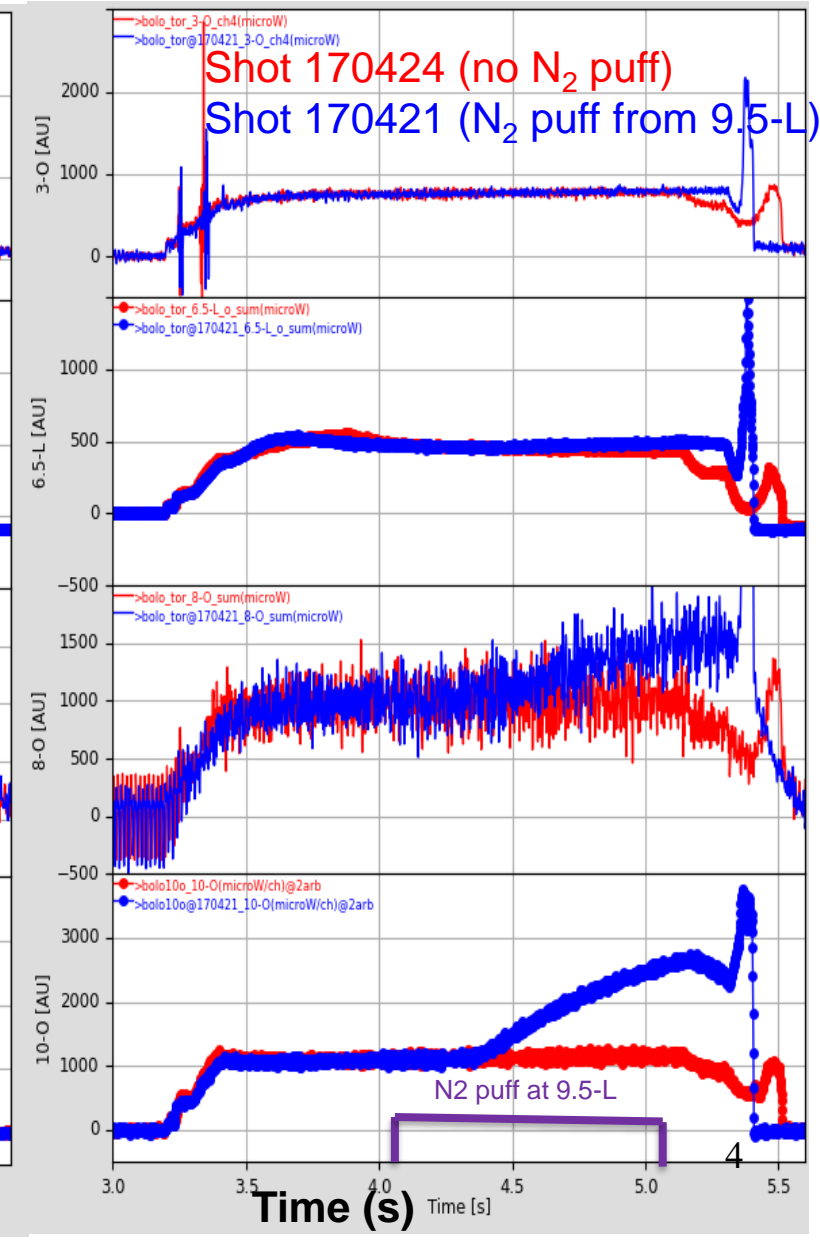 >bolo_tor_3-O_ch4(microW)
>bolo_tor@170421_3-O_ch4(microW)
Shot 170424 (no N2 puff)
Shot 170421 (N2 puff from 9.5-L)
3-O [AU]
2000
1000
0
>bolo_tor_6.5-L_o_sum(microW)
>bolo_tor@170421_6.5-L_o_sum(microW)
6.5-L [AU]
1000
500
0
−500
>bolo_tor_8-O_sum(microW)
>bolo_tor@170421_8-O_sum(microW)
8-O [AU]
1500
1000
500
0
−500
>bolo10o_10-O(microW/ch)@2arb
>bolo10o@170421_10-O(microW/ch)@2arb
10-O [AU]
3000
2000
1000
0
N2 puff at 9.5-L
4
3.0 3.5 4.0 4.5 5.0 5.5
Time (s) Time [s]